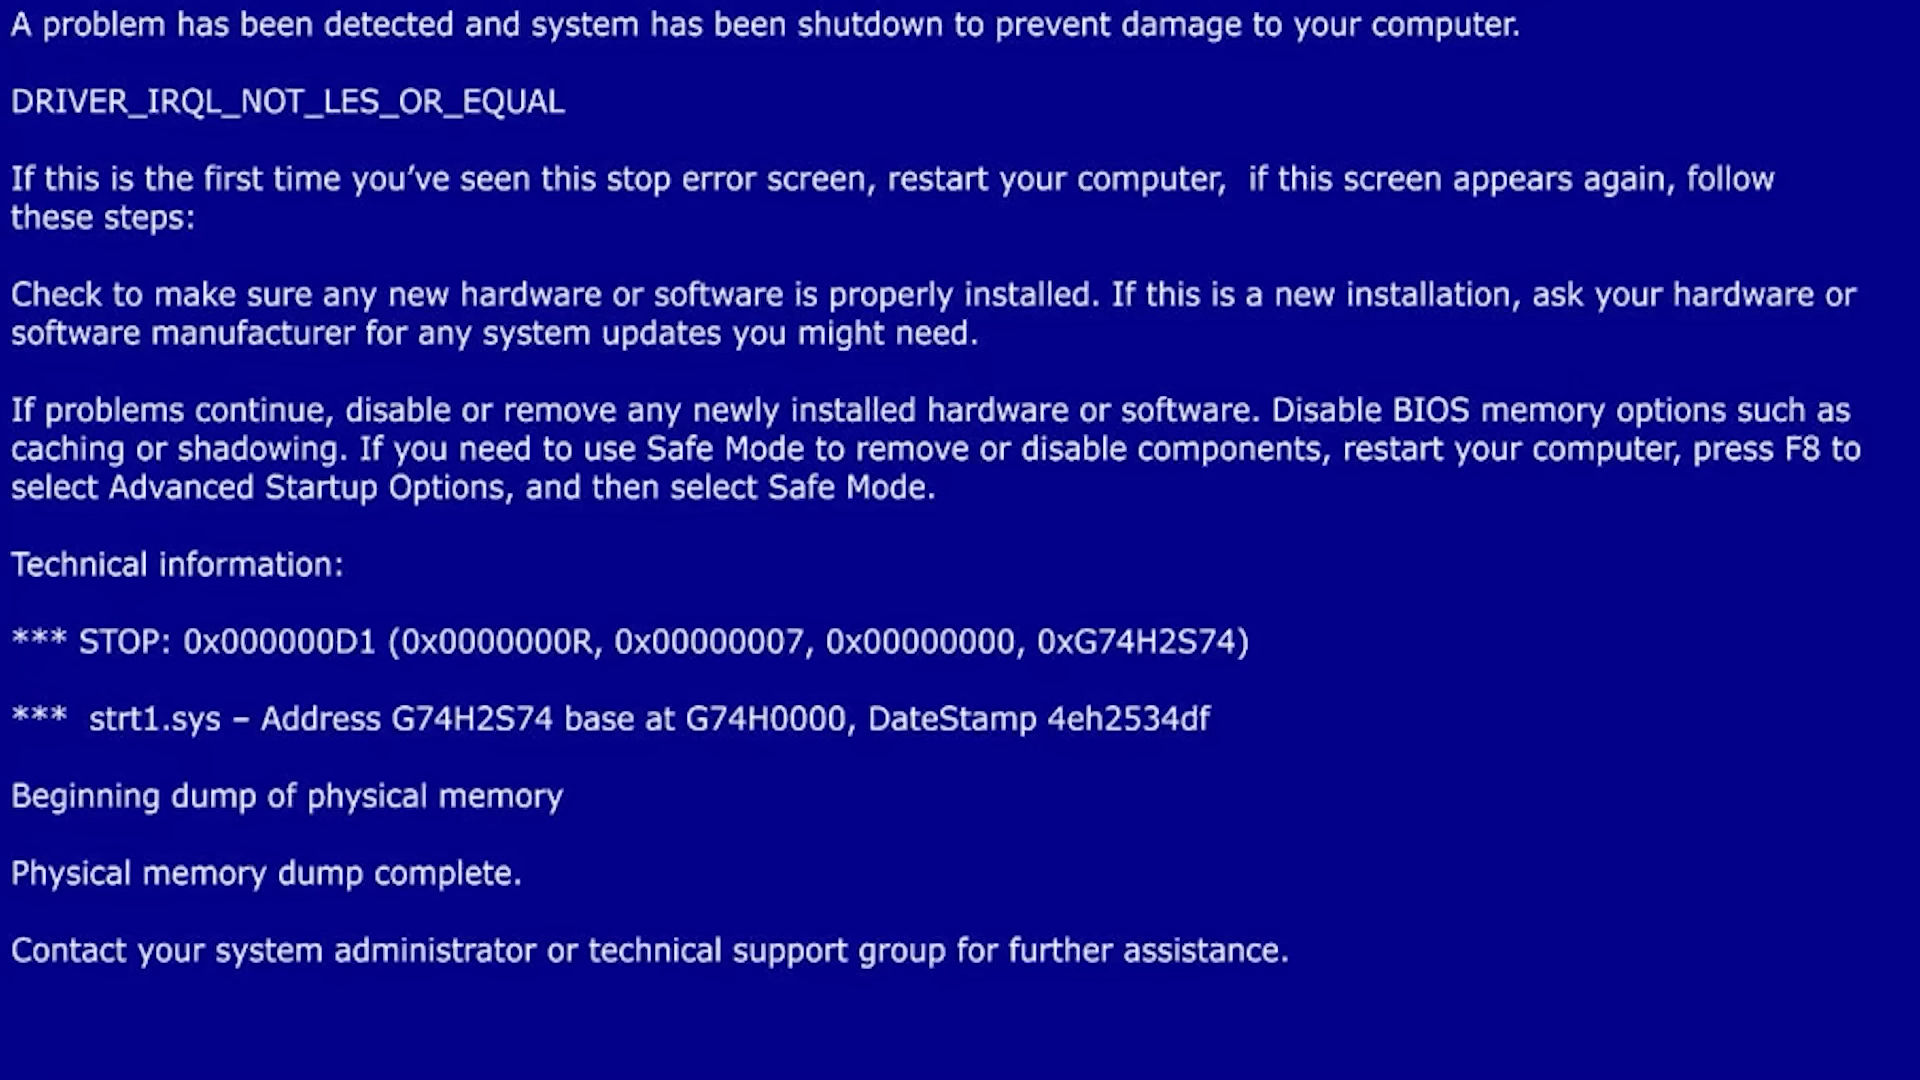 A problem has been detected and system has been shutdown to prevent damage to your computer.
DRIVER_IRQL_NOT_LES_OR_EQUAL
If this is the first time you’ve seen this stop error screen, restart your computer,  if this screen appears again, follow
these steps:
Check to make sure any new hardware or software is properly installed. If this is a new installation, ask your hardware or
software manufacturer for any system updates you might need.
If problems continue, disable or remove any newly installed hardware or software. Disable BIOS memory options such as
caching or shadowing. If you need to use Safe Mode to remove or disable components, restart your computer, press F8 to
select Advanced Startup Options, and then select Safe Mode.
Technical information:
*** STOP: 0x000000D1 (0x0000000R, 0x00000007, 0x00000000, 0xG74H2S74)
***  strt1.sys – Address G74H2S74 base at G74H0000, DateStamp 4eh2534df
Beginning dump of physical memory
Physical memory dump complete.
Contact your system administrator or technical support group for further assistance.